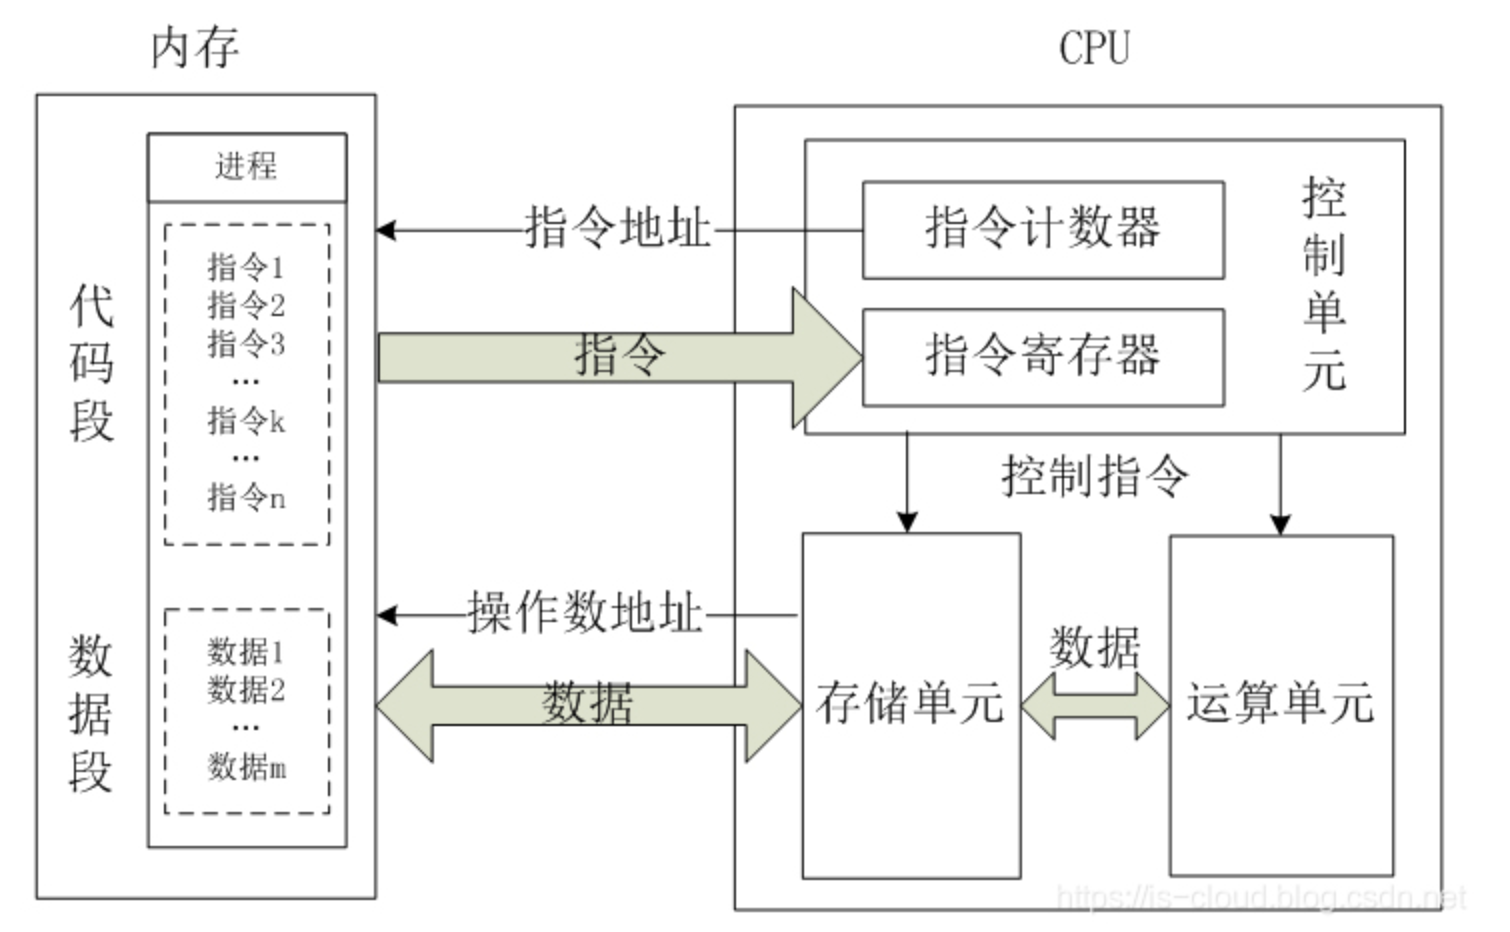 内存
CPU
进程
代码段
指令1
指令2
指令3
...
指令k
...
指令n
数据段
数据1
数据2
...
数据m
指令地址
指令
操作数地址
数据
指令计数器
指令寄存器
控制单元
控制指令
存储单元
数据
运算单元
https://is-cloud.blog.csdn.net